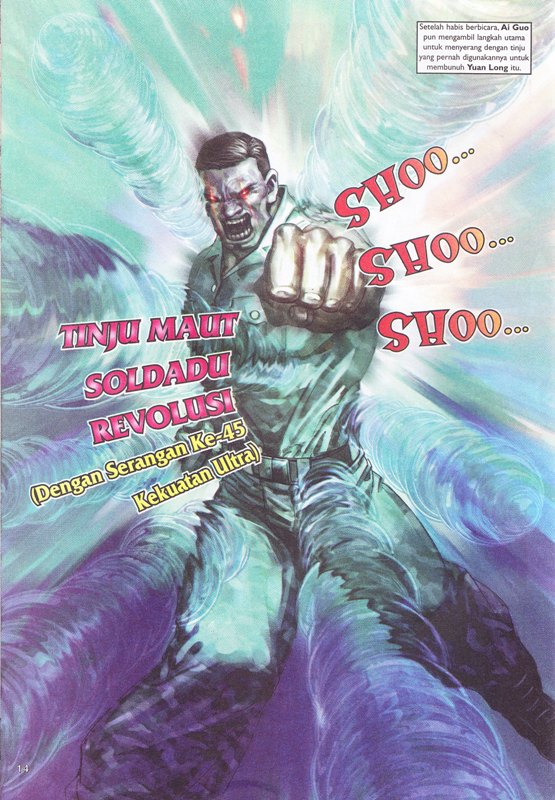 Setelah habis berbicara, Ai Guo
pun mengambil langkah utama
untuk menyerang dengan tinju
yang pernah digunakannya untuk
membunuh Yuan Long itu.
SHOO...
SHOO...
SHOO...
TINJU MAUT
SOLDADU
REVOLUSI
(Dengan Serangan Ke-45
Kekuatan Ultra)
14